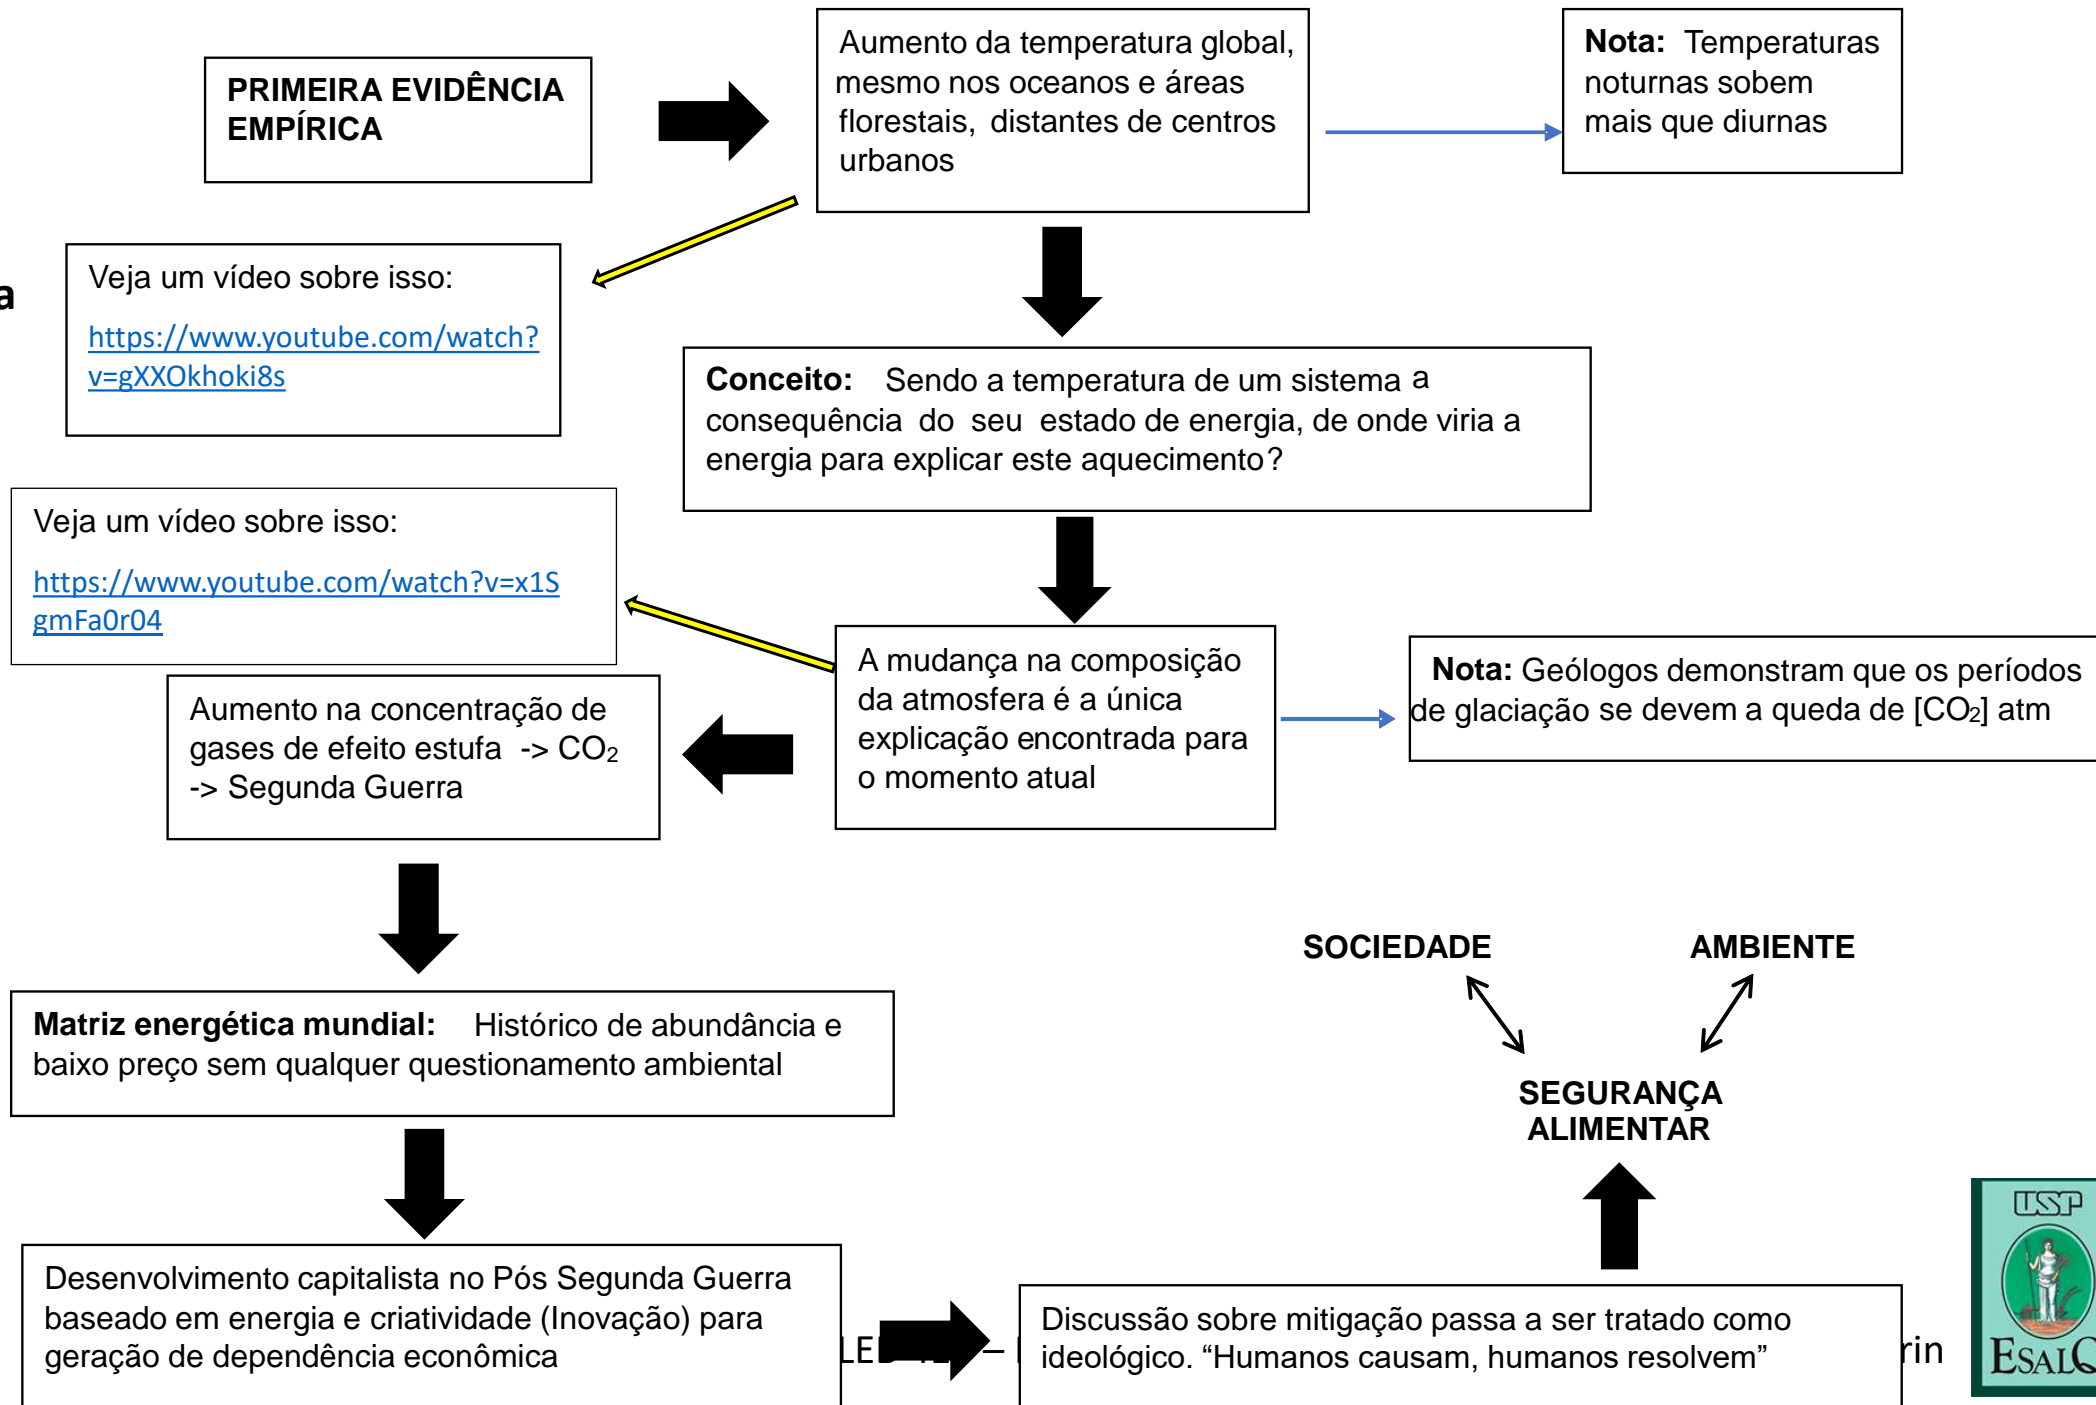 PRIMEIRA EVIDÊNCIA
EMPÍRICA
Aumento da temperatura global,
mesmo nos oceanos e áreas
florestais, distantes de centros
urbanos
Nota: Temperaturas
noturnas sobem
mais que diurnas
a
Veja um vídeo sobre isso:
https://www.youtube.com/watch?
v=gXXOkhoki8s
Conceito: Sendo a temperatura de um sistema a
consequência do seu estado de energia, de onde viria a
energia para explicar este aquecimento?
Veja um vídeo sobre isso:
https://www.youtube.com/watch?v=x1S
gmFa0r04
A mudança na composição
da atmosfera é a única
explicação encontrada para
o momento atual
Nota: Geólogos demonstram que os períodos
de glaciação se devem a queda de [CO₂] atm
Aumento na concentração de
gases de efeito estufa -> CO₂
-> Segunda Guerra
Matriz energética mundial: Histórico de abundância e
baixo preço sem qualquer questionamento ambiental
SOCIEDADE
AMBIENTE
SEGURANÇA
ALIMENTAR
Desenvolvimento capitalista no Pós Segunda Guerra
baseado em energia e criatividade (Inovação) para
geração de dependência econômica
Discussão sobre mitigação passa a ser tratado como
ideológico. “Humanos causam, humanos resolvem”
rin
USP
ESALQ